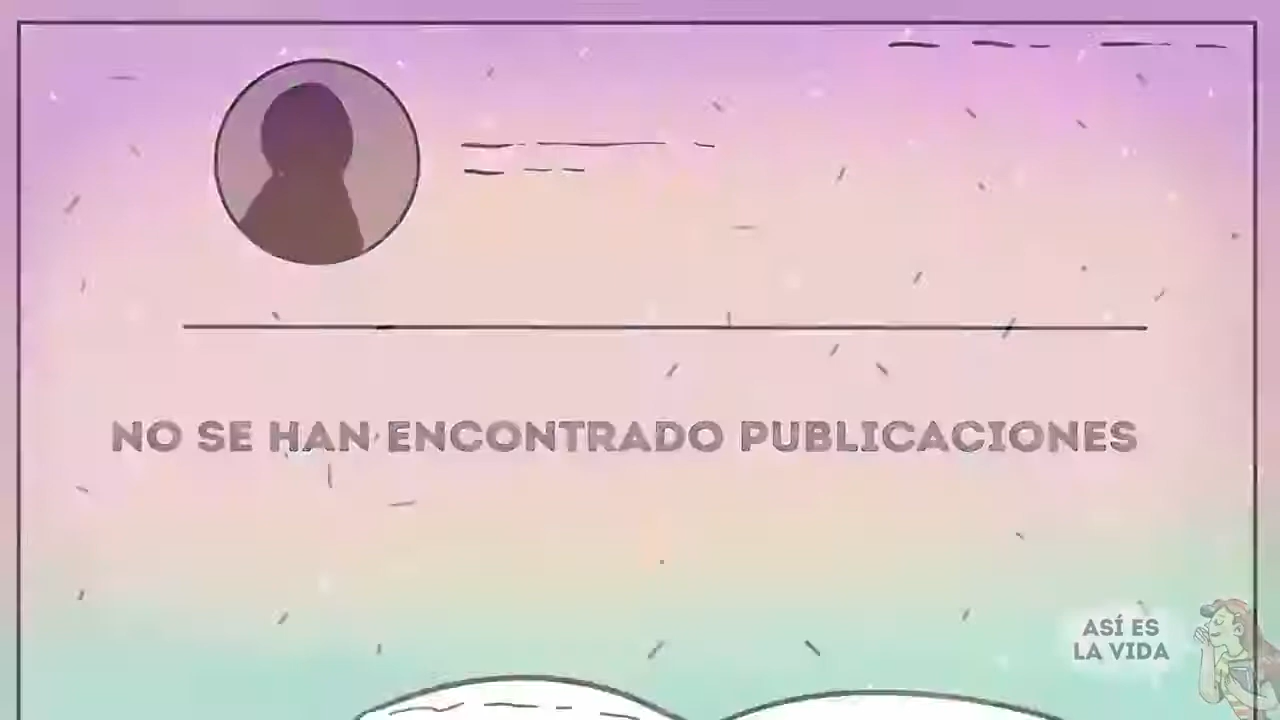 NO SE HAN ENCONTRADO PUBLICACIONES
ASÍ ES
LA VIDA